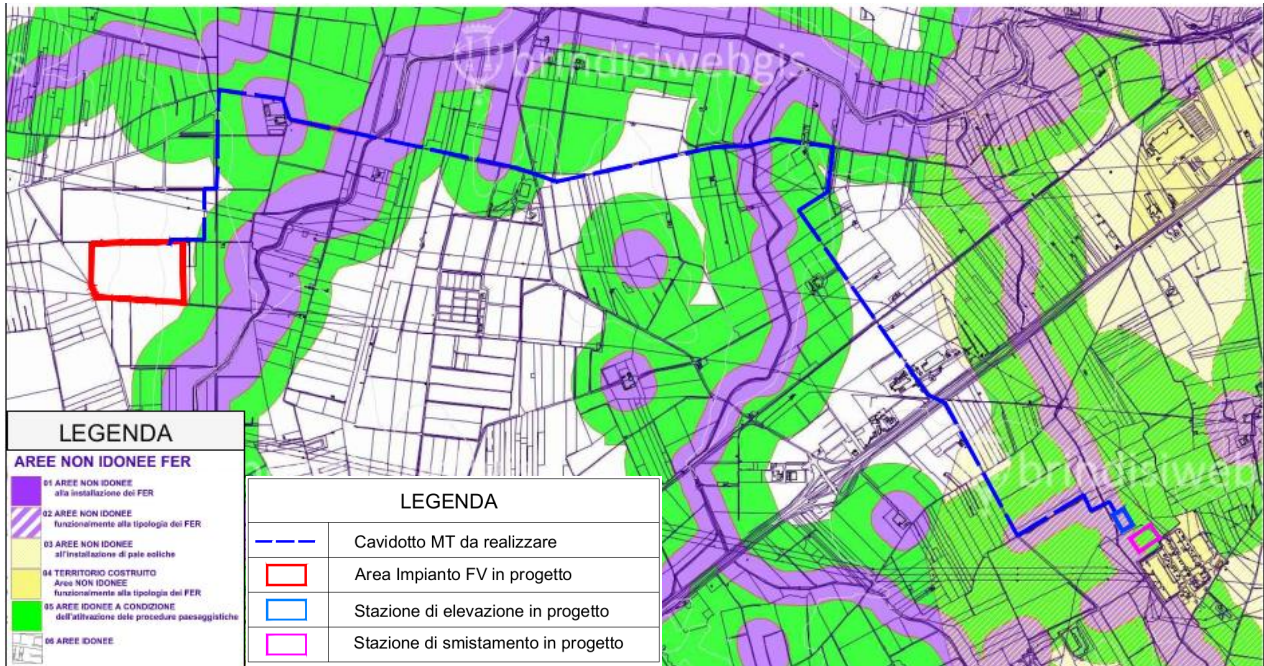 brindisiwebgis
s
LEGENDA
AREE NON IDONEE FER
01 AREE NON IDONEE
alla installazione dei FER
02 AREE NON IDONEE
funzionalmente alla tipologia dei FER
03 AREE NON IDONEE
all'installazione di pale eoliche
04 TERRITORIO COSTRUITO
Aree NON IDONEE
funzionalmente alla tipologia dei FER
05 AREE IDONEE A CONDIZIONE
dell'attivazione delle procedure paesaggistiche
06 AREE IDONEE
LEGENDA
Cavidotto MT da realizzare
Area Impianto FV in progetto
Stazione di elevazione in progetto
Stazione di smistamento in progetto
brindisiweb